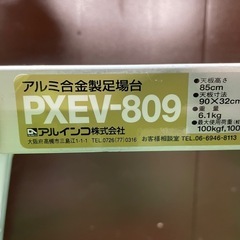 アルミ合金製足場台
PXEV-809
アルインコ株式会社
大阪府高槻市三島江1-1-1 TEL.0726(77)0316
●天板高さ
85cm
●天板寸法
90×32cm
●重量
6.1kg
●最大使用荷重
100kgf
お客様相談室 TEL.06-6946-8113